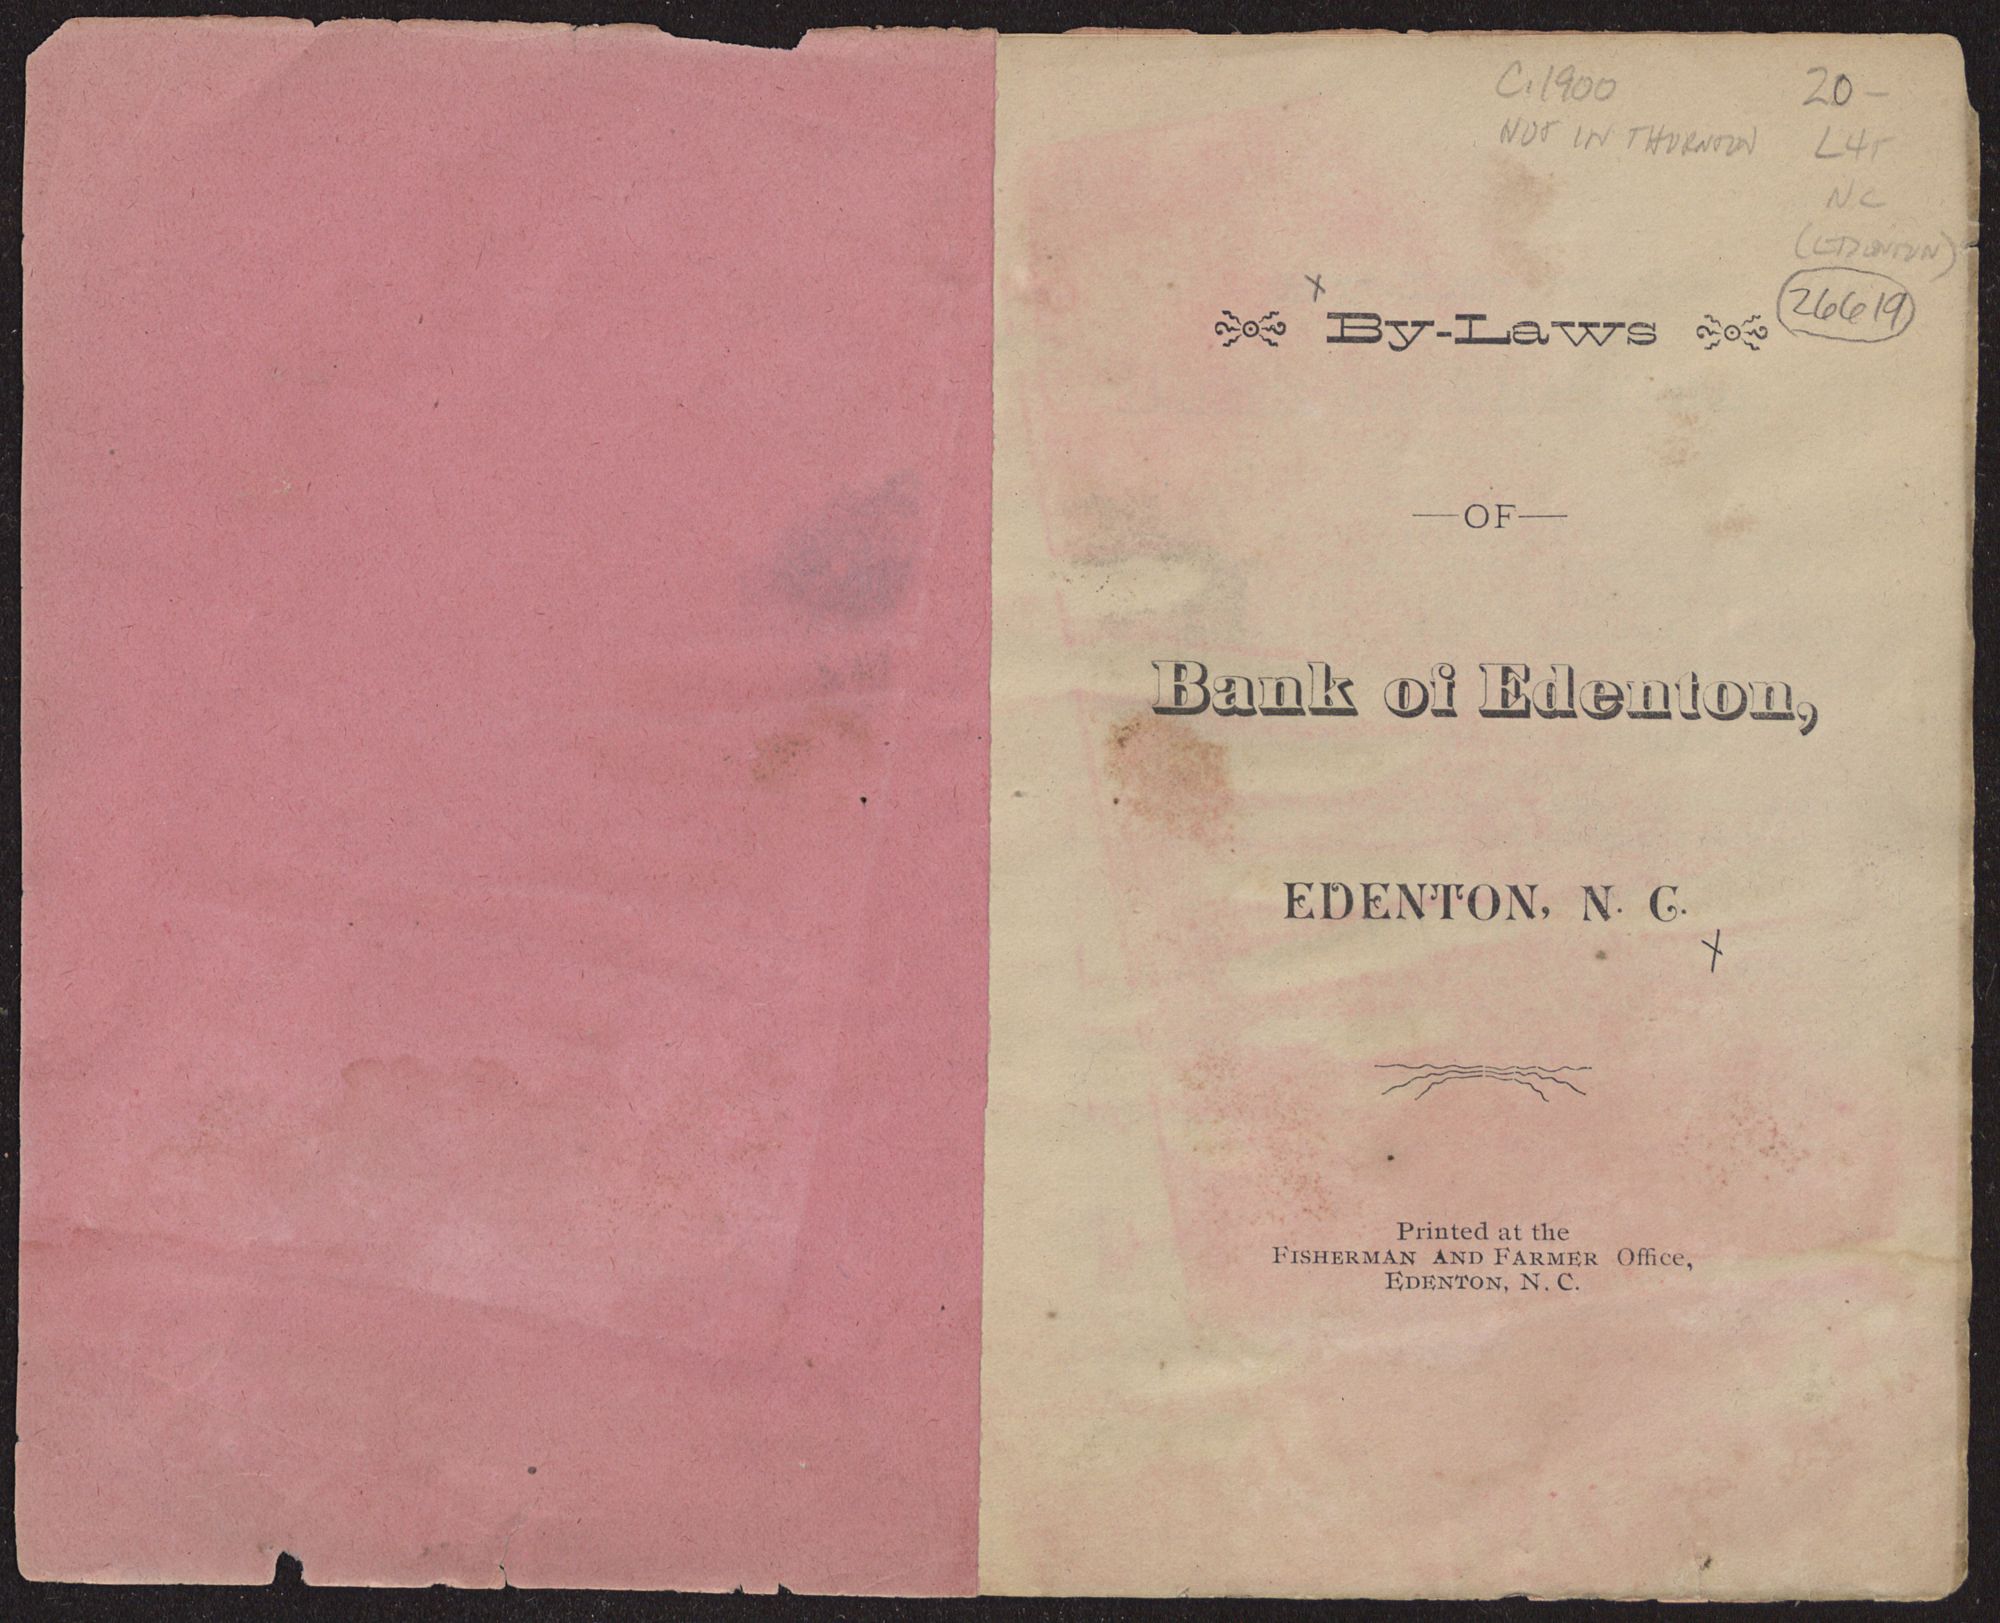 C. 1900
20-
NOT IN THORNTON
N.C
(EDENTON)
26619
x
By-Laws
—OF—
Bank of Edenton,
EDENTON, N. C.
x
Printed at the
FISHERMAN AND FARMER Office,
EDENTON, N. C.